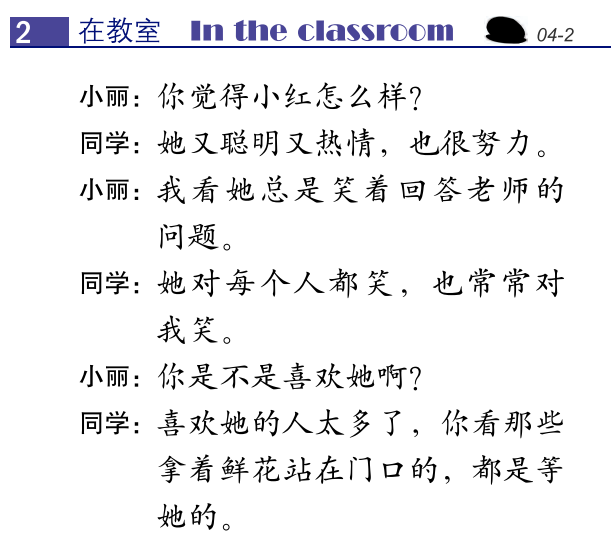 2 在教室 In the classroom 04-2
小丽：你觉得小红怎么样？
同学：她又聪明又热情，也很努力。
小丽：我看她总是笑着回答老师的
问题。
同学：她对每个人都笑，也常常对
我笑。
小丽：你是不是喜欢她啊？
同学：喜欢她的人太多了，你看那些
拿着鲜花站在门口的，都是等
她的。